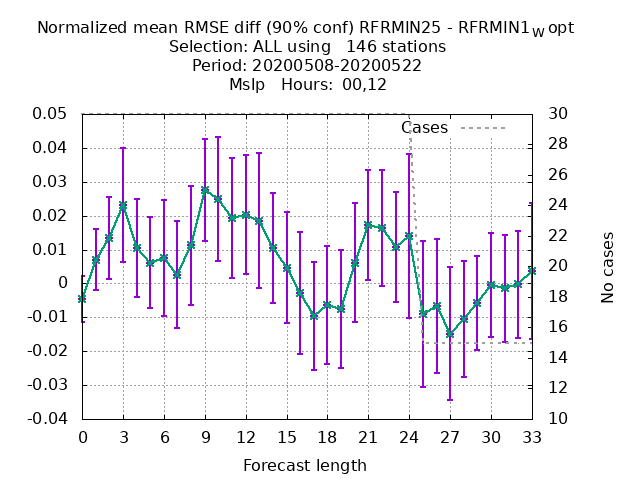 Normalized mean RMSE diff (90% conf) RFRMIN25 - RFRMIN1W opt
Selection: ALL using 146 stations
Period: 20200508-20200522
Mslp Hours: 00,12
Cases
0.05
0.04
0.03
0.02
0.01
0
-0.01
-0.02
-0.03
-0.04
30
28
26
24
22
20
18
16
14
12
10
No cases
0 3 6 9 12 15 18 21 24 27 30 33
Forecast length